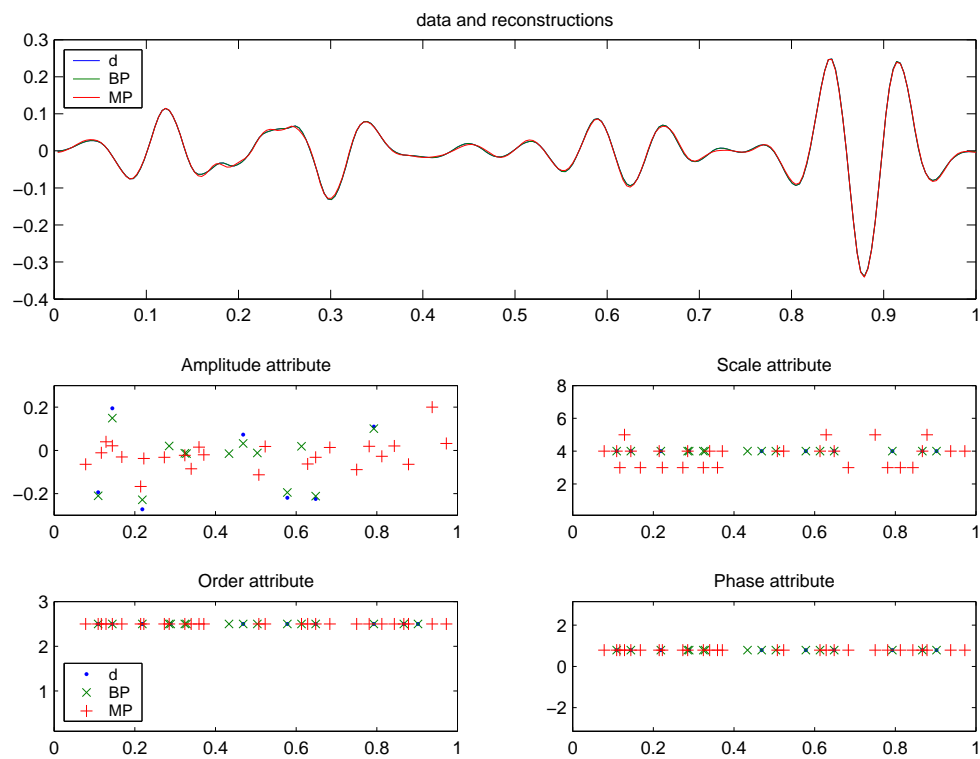 data and reconstructions
0.3
0.2
0.1
0
−0.1
−0.2
−0.3
−0.4
d
BP
MP
0 0.1 0.2 0.3 0.4 0.5 0.6 0.7 0.8 0.9 1
Amplitude attribute
0.2
0.0
−0.2
0 0.2 0.4 0.6 0.8 1
Scale attribute
8
6
4
2
0 0.2 0.4 0.6 0.8 1
Order attribute
3
2
1
d
BP
MP
0 0.2 0.4 0.6 0.8 1
Phase attribute
2
0
−2
0 0.2 0.4 0.6 0.8 1